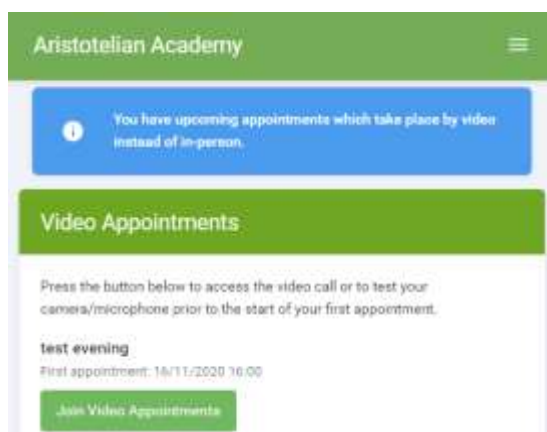 Aristotelian Academy
You have upcoming appointments which take place by video
instead of in-person.
Video Appointments
Press the button below to access the video call or to test your
camera/microphone prior to the start of your first appointment.
test evening
First appointment: 16/11/2020 16:00
Join Video Appointments